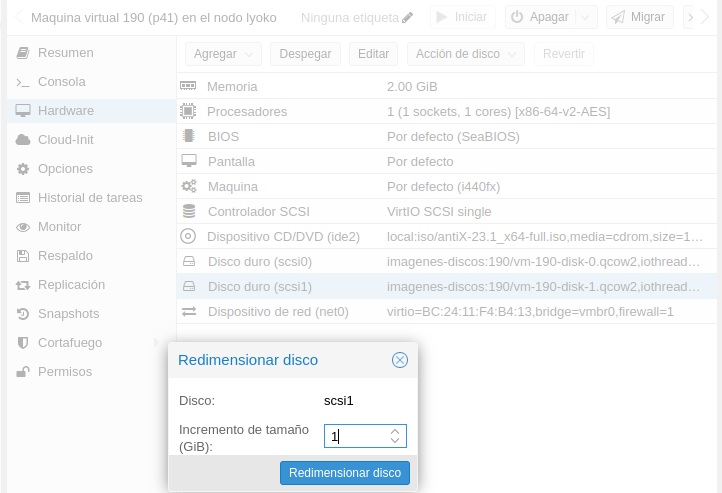 Maquina virtual 190 (p41) en el nodo lyoko Ninguna etiqueta Iniciar Apagar Migrar
Resumen
Consola
Hardware
Cloud-Init
Opciones
Historial de tareas
Monitor
Respaldo
Replicación
Snapshots
Cortafuego
Permisos
Agregar Despegar Editar Acción de disco Revertir
Memoria 2.00 GiB
Procesadores 1 (1 sockets, 1 cores) [x86-64-v2-AES]
BIOS Por defecto (SeaBIOS)
Pantalla Por defecto
Maquina Por defecto (i440fx)
Controlador SCSI VirtIO SCSI single
Dispositivo CD/DVD (ide2) local:iso/antiX-23.1_x64-full.iso,media=cdrom,size=1…
Disco duro (scsi0) imagenes-discos:190/vm-190-disk-0.qcow2,iothread…
Disco duro (scsi1) imagenes-discos:190/vm-190-disk-1.qcow2,iothread…
Dispositivo de red (net0) virtio=BC:24:11:F4:B4:13,bridge=vmbr0,firewall=1
Redimensionar disco
Disco: scsi1
Incremento de tamaño
(GiB): 1
Redimensionar disco